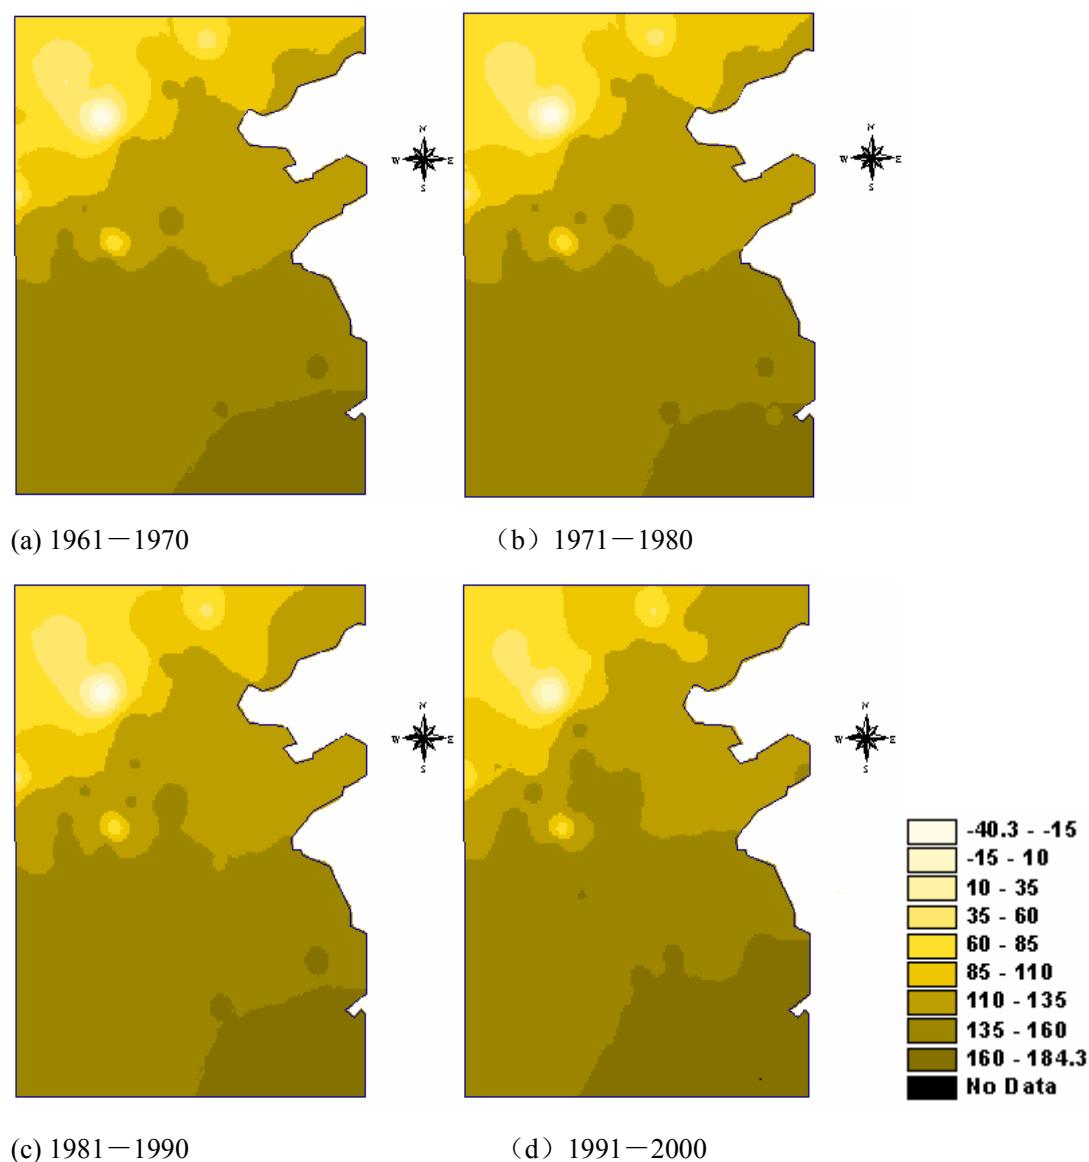 N
W E
S
N
W E
S
(a) 1961－1970
（b）1971－1980
N
W E
S
N
W E
S
-40.3 - -15
-15 - 10
10 - 35
35 - 60
60 - 85
85 - 110
110 - 135
135 - 160
160 - 184.3
No Data
(c) 1981－1990
（d）1991－2000